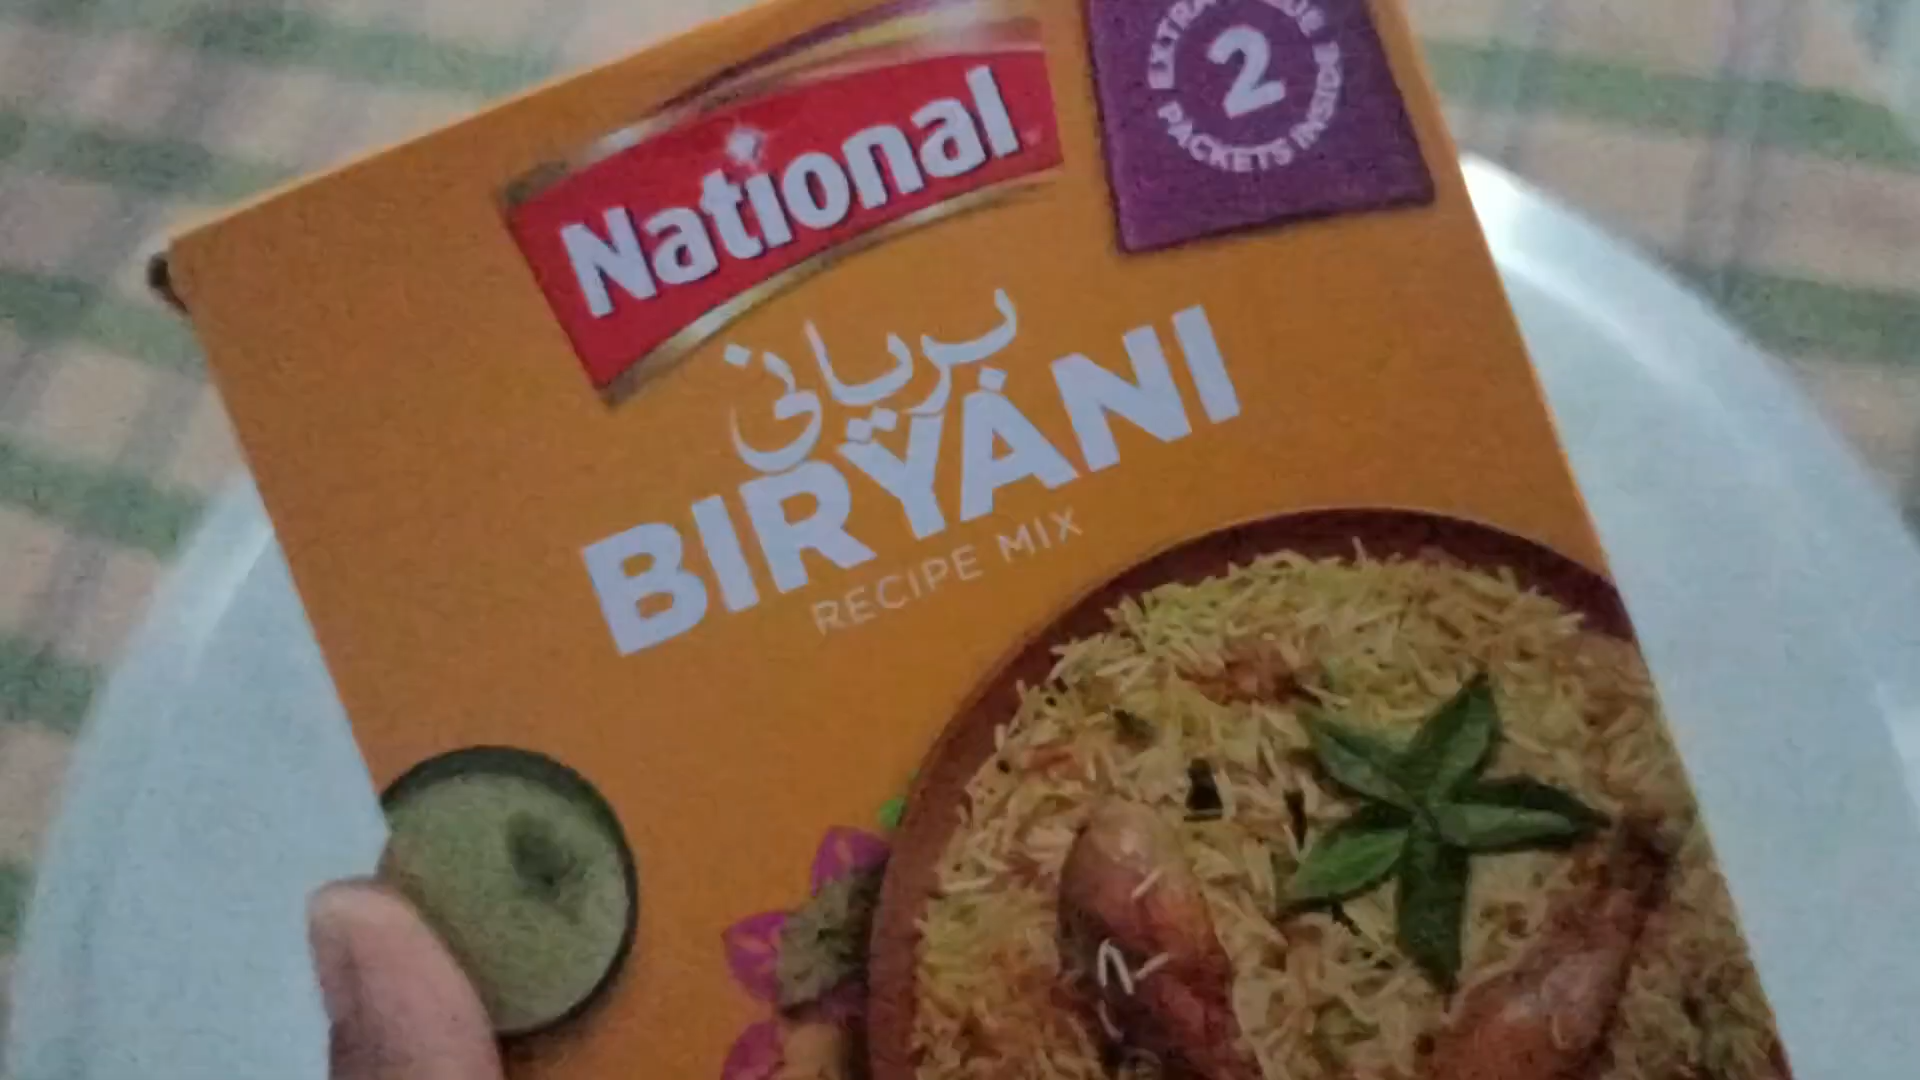 National
EXTRA VALUE
2
PACKETS INSIDE
بریانی
BIRYANI
RECIPE MIX